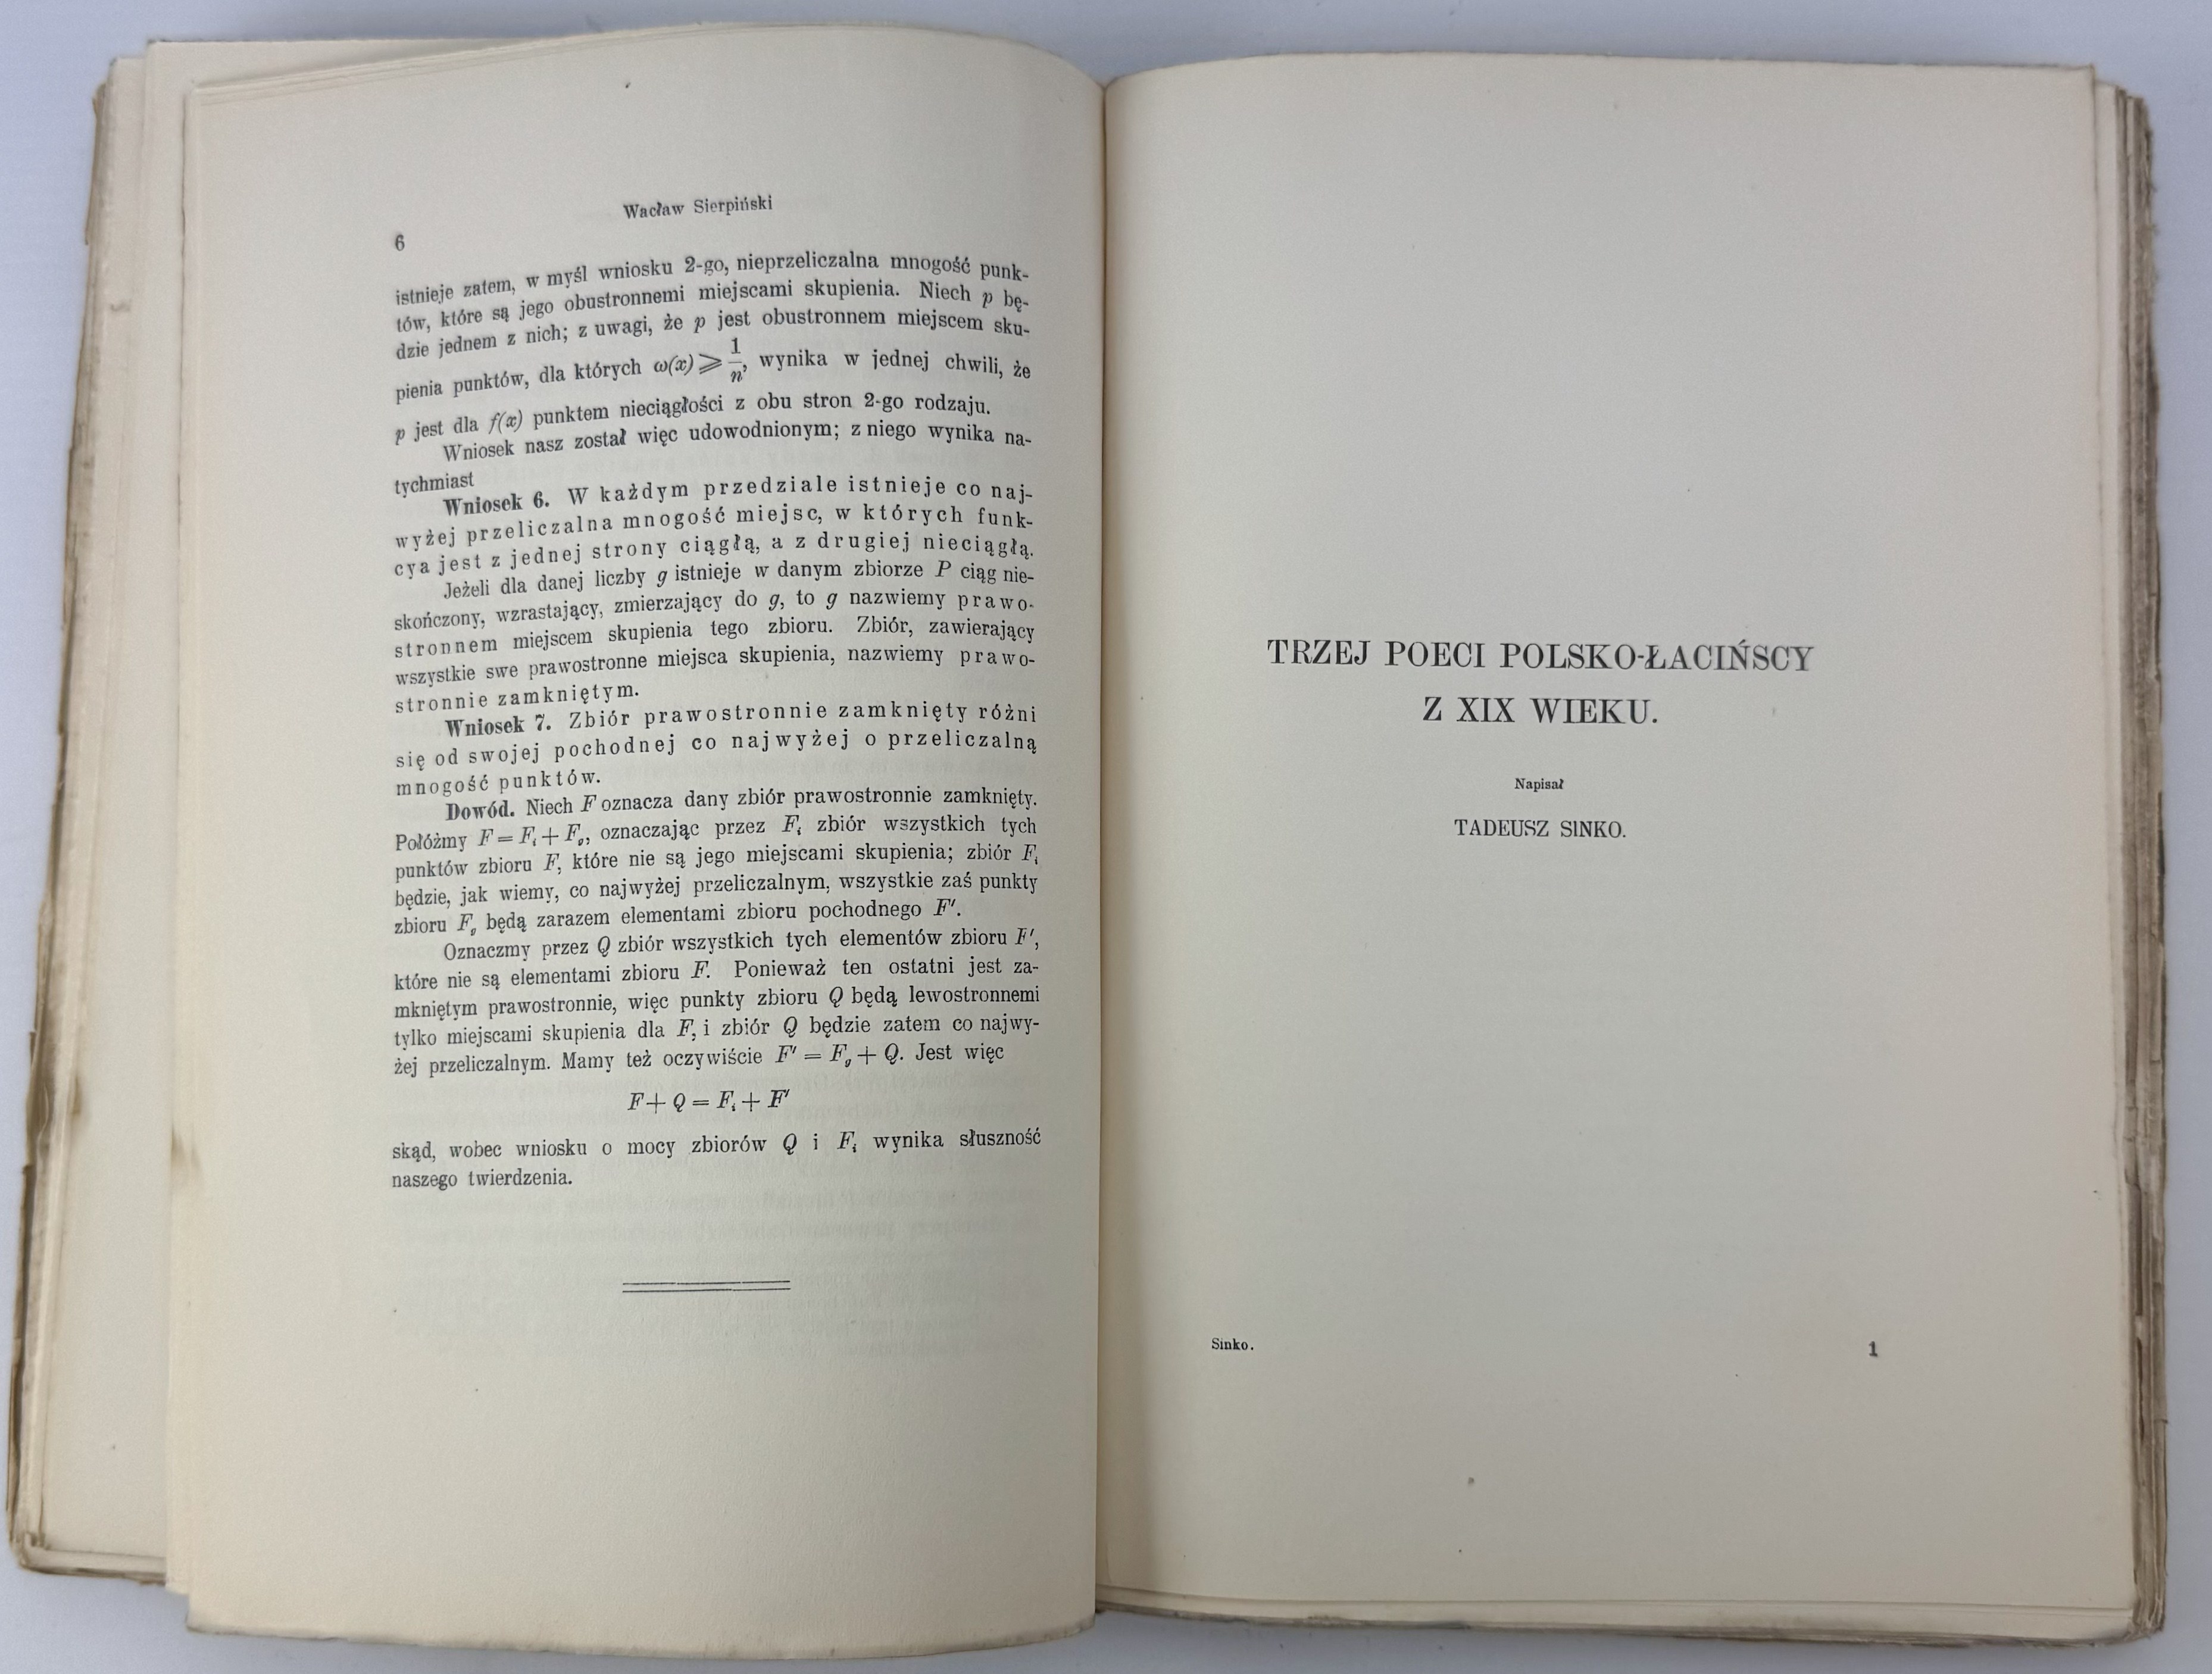 Wacław Sierpiński
6
istnieje zatem, w myśl wniosku 2-go, nieprzeliczalna mnogość punk-
tów, które są jego obustronnemi miejscami skupienia. Niech p bę-
dzie jednem z nich; z uwagi, że p jest obustronnem miejscem sku-
pienia punktów, dla których ω(x) ⩾ 1/n, wynika w jednej chwili, że
p jest dla f(x) punktem nieciągłości z obu stron 2-go rodzaju.
Wniosek nasz został więc udowodnionym; z niego wynika na-
tychmiast
Wniosek 6. W każdym przedziale istnieje co naj-
wyżej przeliczalna mnogość miejsc, w których funk-
cya jest z jednej strony ciągłą, a z drugiej nieciągłą.
Jeżeli dla danej liczby g istnieje w danym zbiorze P ciąg nie-
skończony, wzrastający, zmierzający do g, to g nazwiemy prawo-
stronnem miejscem skupienia tego zbioru. Zbiór, zawierający
wszystkie swe prawostronne miejsca skupienia, nazwiemy prawo-
stronnie zamkniętym.
Wniosek 7. Zbiór prawostronnie zamknięty różni
się od swojej pochodnej co najwyżej o przeliczalną
mnogość punktów.
Dowód. Niech F oznacza dany zbiór prawostronnie zamknięty.
Połóżmy F = Fᵢ + Fₒ, oznaczając przez Fᵢ zbiór wszystkich tych
punktów zbioru F, które nie są jego miejscami skupienia; zbiór Fᵢ
będzie, jak wiemy, co najwyżej przeliczalnym, wszystkie zaś punkty
zbioru Fₒ będą zarazem elementami zbioru pochodnego F′.
Oznaczmy przez Q zbiór wszystkich tych elementów zbioru F′,
które nie są elementami zbioru F. Ponieważ ten ostatni jest za-
mkniętym prawostronnie, więc punkty zbioru Q będą lewostronnemi
tylko miejscami skupienia dla F, i zbiór Q będzie zatem co najwy-
żej przeliczalnym. Mamy też oczywiście F′ = Fₒ + Q. Jest więc
F + Q = Fᵢ + F′
skąd, wobec wniosku o mocy zbiorów Q i Fᵢ wynika słuszność
naszego twierdzenia.
TRZEJ POECI POLSKO-ŁACIŃSCY
Z XIX WIEKU.
Napisał
TADEUSZ SINKO.
Sinko.
1